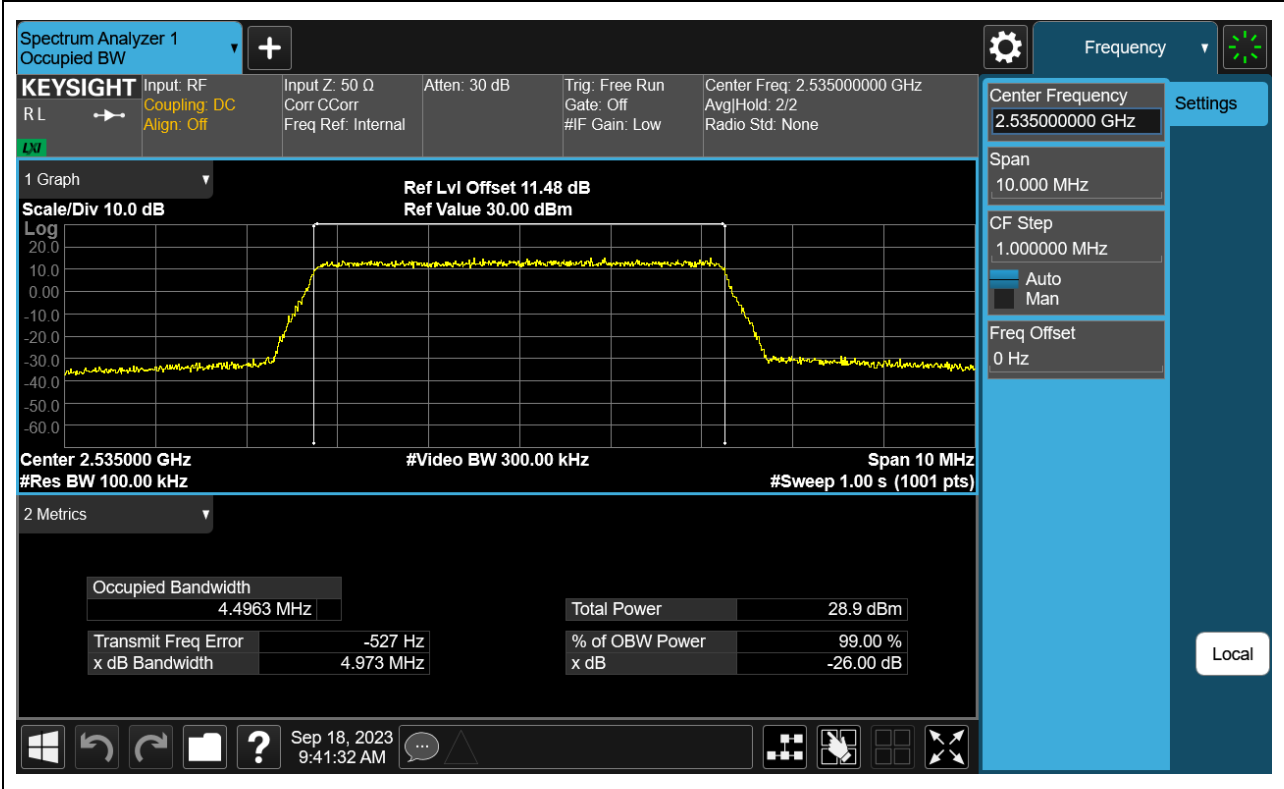 Spectrum Analyzer 1
Occupied BW
+
Frequency
KEYSIGHT
R L
LXI
Input: RF
Coupling: DC
Align: Off
Input Z: 50 Ω
Corr CCorr
Freq Ref: Internal
Atten: 30 dB
Trig: Free Run
Gate: Off
#IF Gain: Low
Center Freq: 2.535000000 GHz
Avg|Hold: 2/2
Radio Std: None
Center Frequency
2.535000000 GHz
Settings
Span
10.000 MHz
CF Step
1.000000 MHz
Auto
Man
Freq Offset
0 Hz
Local
1 Graph
Scale/Div 10.0 dB
Ref Lvl Offset 11.48 dB
Ref Value 30.00 dBm
Log
20.0
10.0
0.00
-10.0
-20.0
-30.0
-40.0
-50.0
-60.0
Center 2.535000 GHz
#Video BW 300.00 kHz
Span 10 MHz
#Res BW 100.00 kHz
#Sweep 1.00 s (1001 pts)
2 Metrics
Occupied Bandwidth
4.4963 MHz
Total Power 28.9 dBm
Transmit Freq Error -527 Hz
% of OBW Power 99.00 %
x dB Bandwidth 4.973 MHz
x dB -26.00 dB
?
Sep 18, 2023
9:41:32 AM